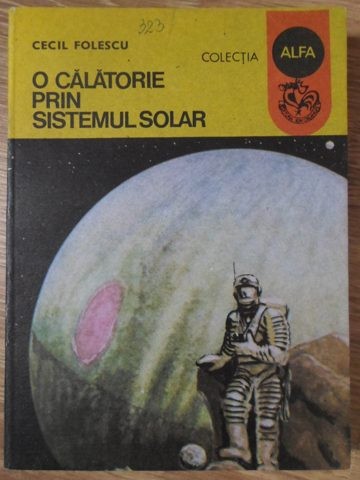 323
CECIL FOLESCU
COLECȚIA
ALFA
O CĂLĂTORIE
PRIN
SISTEMUL SOLAR